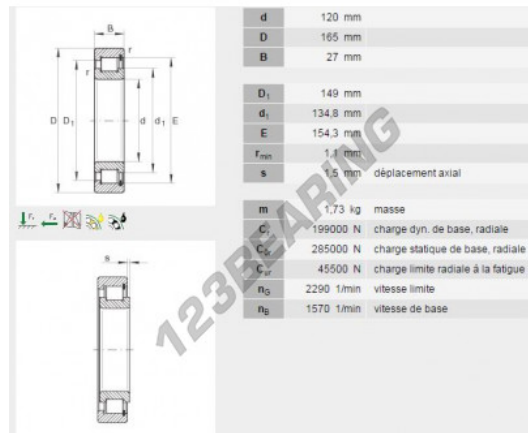 B
r
r
D
D₁
d
d₁
E
Fr
Fa
s
d 120 mm
D 165 mm
B 27 mm
D₁ 149 mm
d₁ 134,8 mm
E 154,3 mm
rmin 1,1 mm
s 1,5 mm déplacement axial
m 1,73 kg masse
Cr 199000 N charge dyn. de base, radiale
C0r 285000 N charge statique de base, radiale
Cur 45500 N charge limite radiale á la fatigue
nG 2290 1/min vitesse limite
nB 1570 1/min vitesse de base
123BEARING